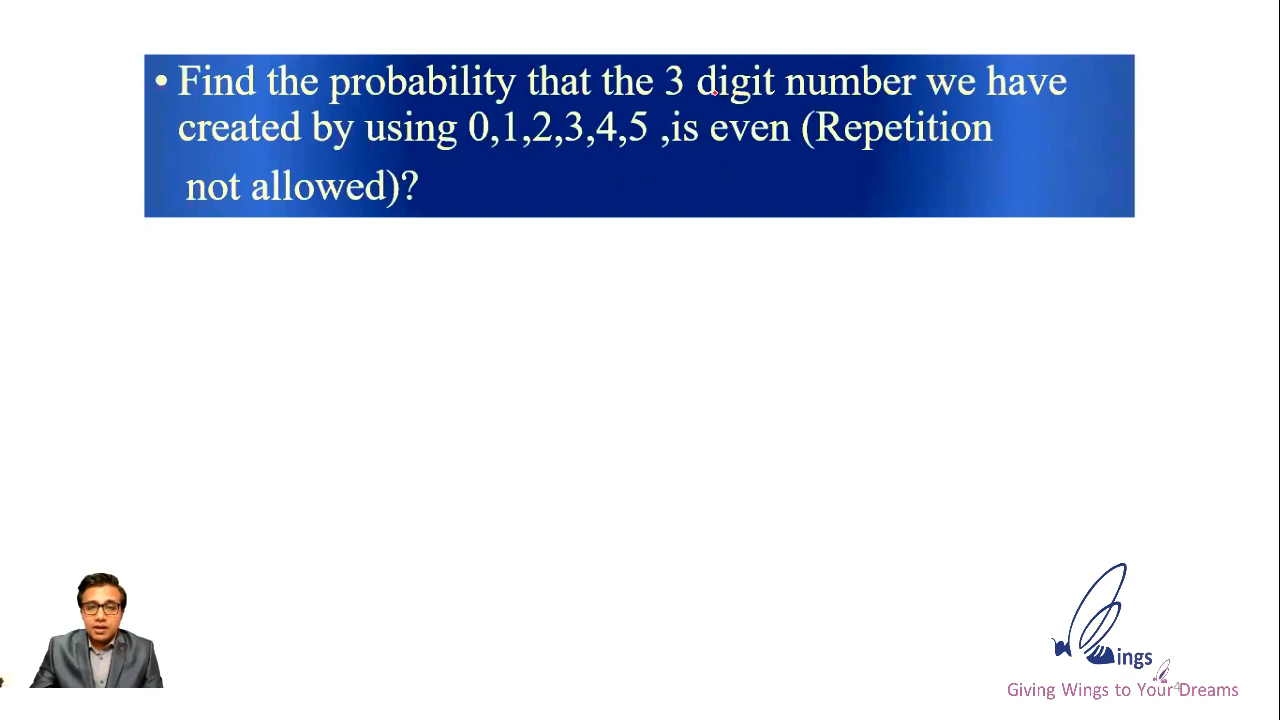 • Find the probability that the 3 digit number we have
created by using 0,1,2,3,4,5 ,is even (Repetition
not allowed)?
ings
Giving Wings to Your Dreams
4